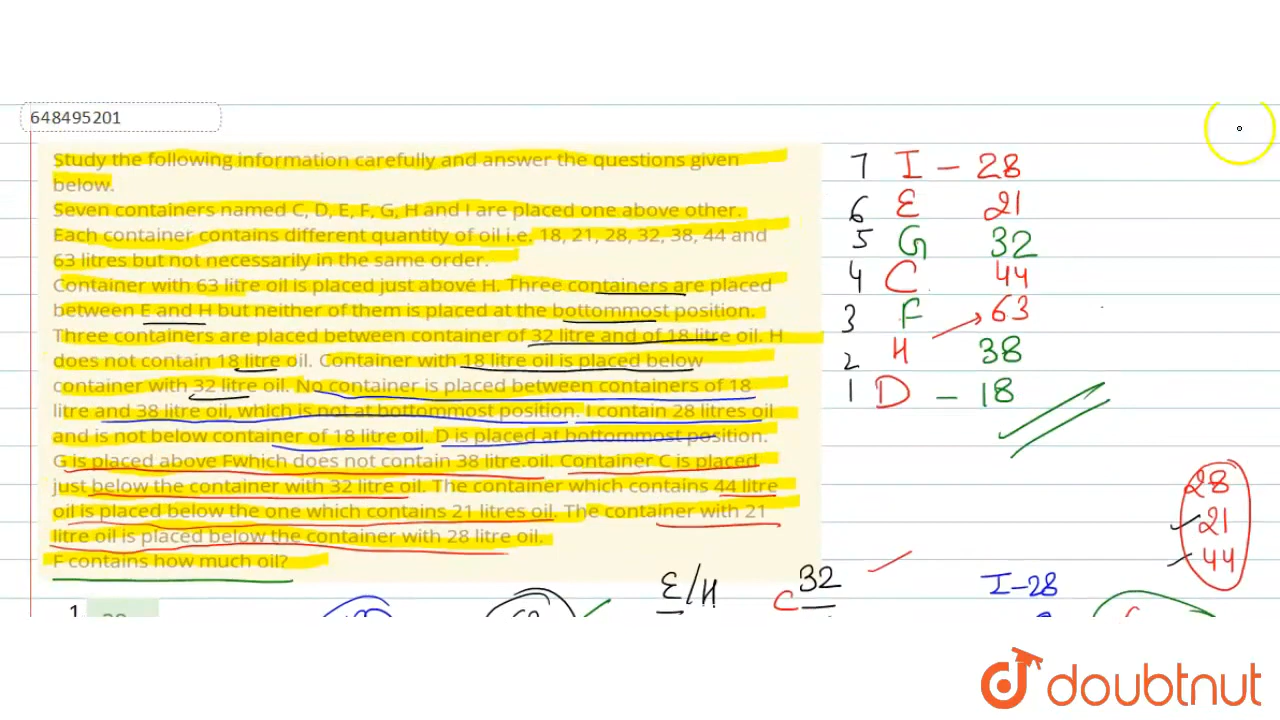 648495201
Study the following information carefully and answer the questions given
below.
Seven containers named C, D, E, F, G, H and I are placed one above other.
Each container contains different quantity of oil i.e. 18, 21, 28, 32, 38, 44 and
63 litres but not necessarily in the same order.
Container with 63 litre oil is placed just above H. Three containers are placed
between E and H but neither of them is placed at the bottommost position.
Three containers are placed between container of 32 litre and of 18 litre oil. H
does not contain 18 litre oil. Container with 18 litre oil is placed below
container with 32 litre oil. No container is placed between containers of 18
litre and 38 litre oil, which is not at bottommost position. I contain 28 litres oil
and is not below container of 18 litre oil. D is placed at bottommost position.
G is placed above Fwhich does not contain 38 litre.oil. Container C is placed
just below the container with 32 litre oil. The container which contains 44 litre
oil is placed below the one which contains 21 litres oil. The container with 21
litre oil is placed below the container with 28 litre oil.
F contains how much oil?
1
7 I - 28
6 E 21
5 G 32
4 C 44
3 F 63
2 H 38
1 D - 18
28
21
44
E/H
C 32
I-28
doubtnut